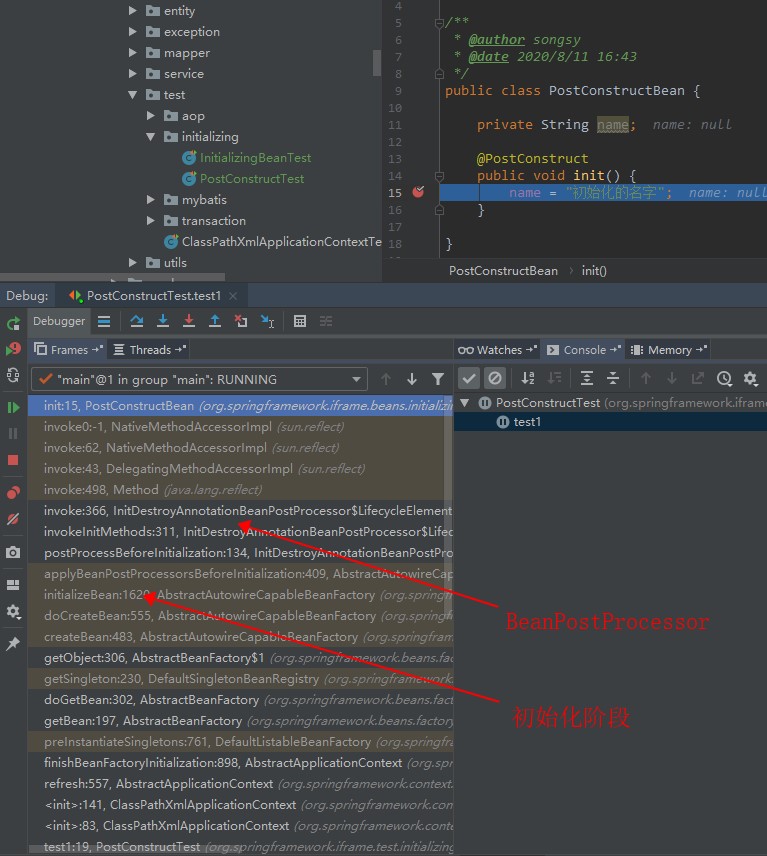 entity
exception
mapper
service
test
aop
initializing
InitializingBeanTest
PostConstructTest
mybatis
transaction
ClassPathXmlApplicationContextTe
utils
4
5 /**
6 * @author songsy
7 * @date 2020/8/11 16:43
8 */
9 public class PostConstructBean {
10
11 private String name; name: null
12
13 @PostConstruct
14 public void init() {
15 name = "初始化的名字"; name: null
16 }
17
18 }
PostConstructBean › init()
Debug: PostConstructTest.test1
Debugger
Frames Threads
"main"@1 in group "main": RUNNING
init:15, PostConstructBean (org.springframework.iframe.beans.initializin
invoke0:-1, NativeMethodAccessorImpl (sun.reflect)
invoke:62, NativeMethodAccessorImpl (sun.reflect)
invoke:43, DelegatingMethodAccessorImpl (sun.reflect)
invoke:498, Method (java.lang.reflect)
invoke:366, InitDestroyAnnotationBeanPostProcessor$LifecycleElement
invokeInitMethods:311, InitDestroyAnnotationBeanPostProcessor$Lifec
postProcessBeforeInitialization:134, InitDestroyAnnotationBeanPostPro
applyBeanPostProcessorsBeforeInitialization:409, AbstractAutowireCap
initializeBean:1620, AbstractAutowireCapableBeanFactory (org.spring
doCreateBean:555, AbstractAutowireCapableBeanFactory (org.spring
createBean:483, AbstractAutowireCapableBeanFactory (org.springfra
getObject:306, AbstractBeanFactory$1 (org.springframework.beans.fac
getSingleton:230, DefaultSingletonBeanRegistry (org.springframework
doGetBean:302, AbstractBeanFactory (org.springframework.beans.fac
getBean:197, AbstractBeanFactory (org.springframework.beans.factory
preInstantiateSingletons:761, DefaultListableBeanFactory (org.springfra
finishBeanFactoryInitialization:898, AbstractApplicationContext (org.spr
refresh:557, AbstractApplicationContext (org.springframework.context.
<init>:141, ClassPathXmlApplicationContext (org.springframework.cont
<init>:83, ClassPathXmlApplicationContext (org.springframework.conte
test1:19, PostConstructTest (org.springframework.iframe.test.initializing
Watches Console Memory
PostConstructTest (org.springframework.iframe
test1
BeanPostProcessor
初始化阶段